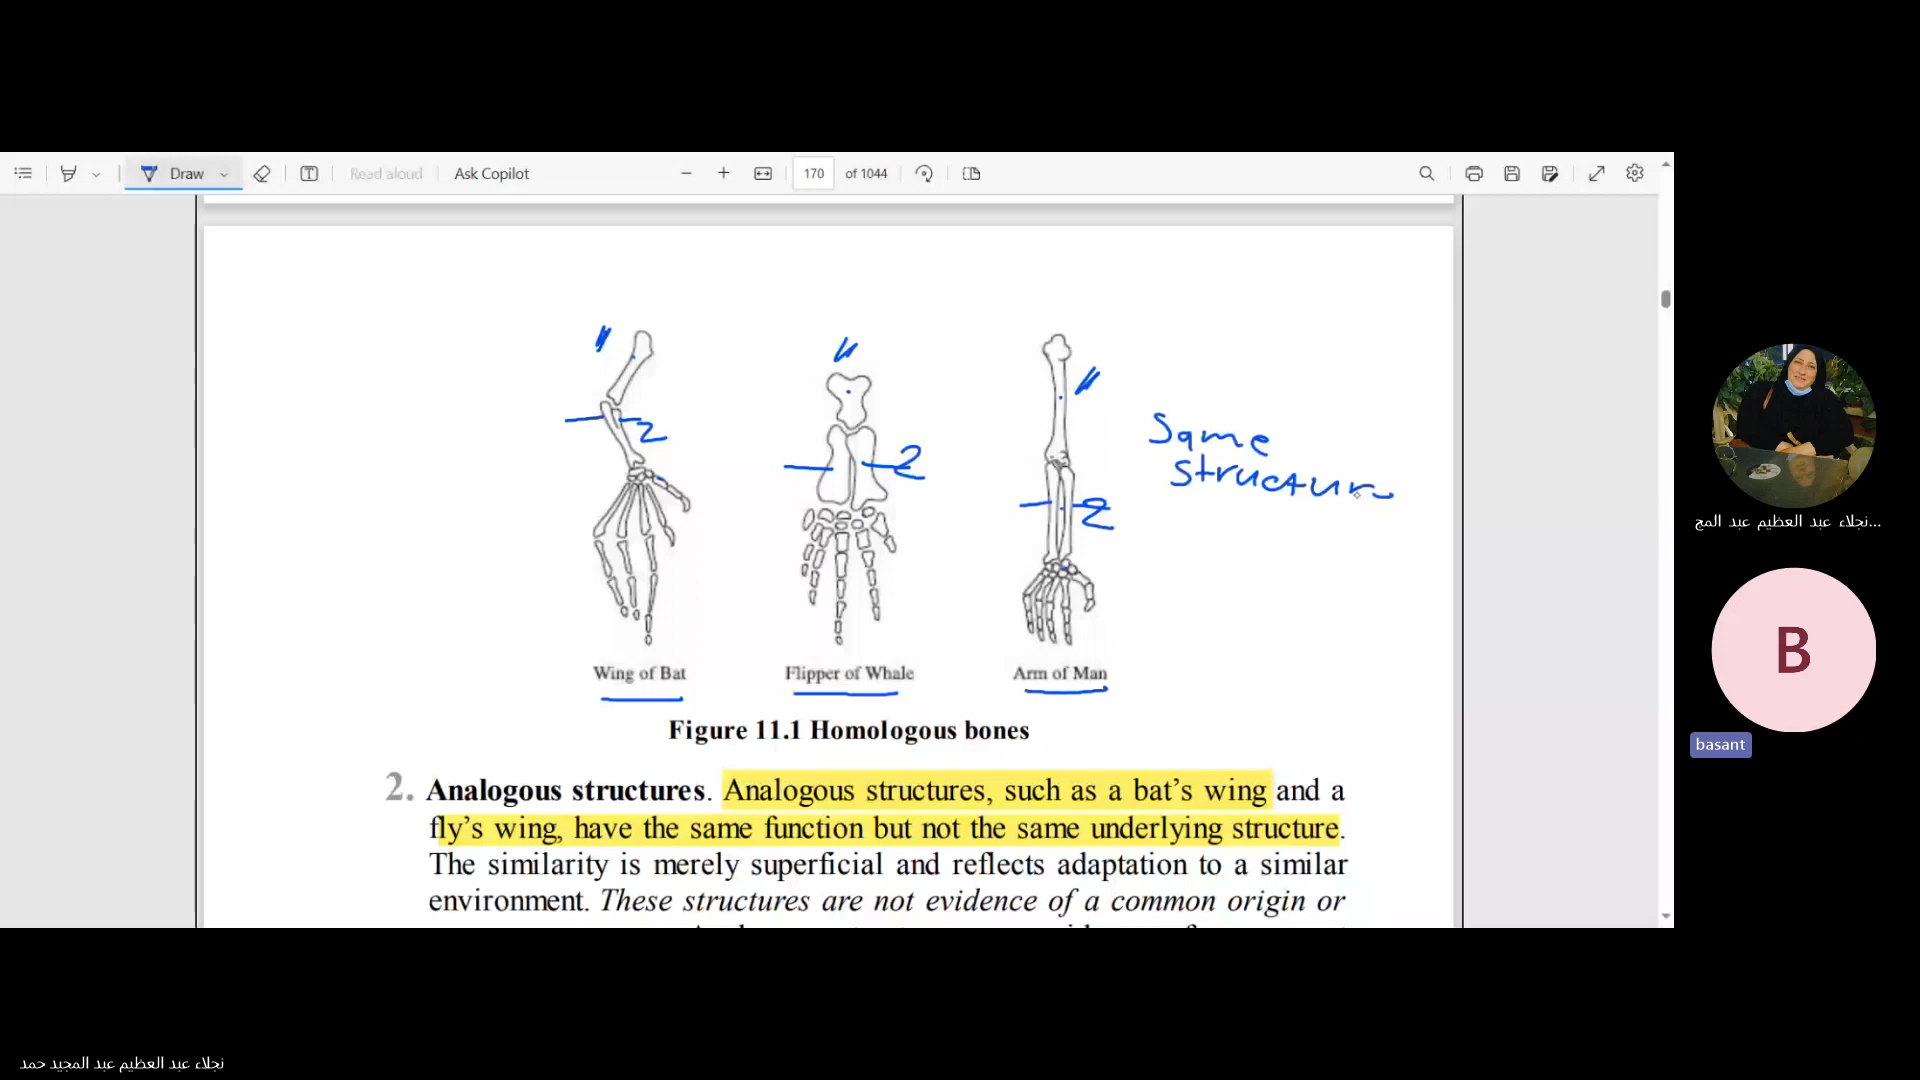 Draw
Read aloud
Ask Copilot
170 of 1044
Same
structure
2
2
2
Wing of Bat
Flipper of Whale
Arm of Man
Figure 11.1 Homologous bones
2. Analogous structures. Analogous structures, such as a bat's wing and a
fly's wing, have the same function but not the same underlying structure.
The similarity is merely superficial and reflects adaptation to a similar
environment. These structures are not evidence of a common origin or
نجلاء عبد العظيم عبد المج...
B
basant
نجلاء عبد العظيم عبد المجيد حمد